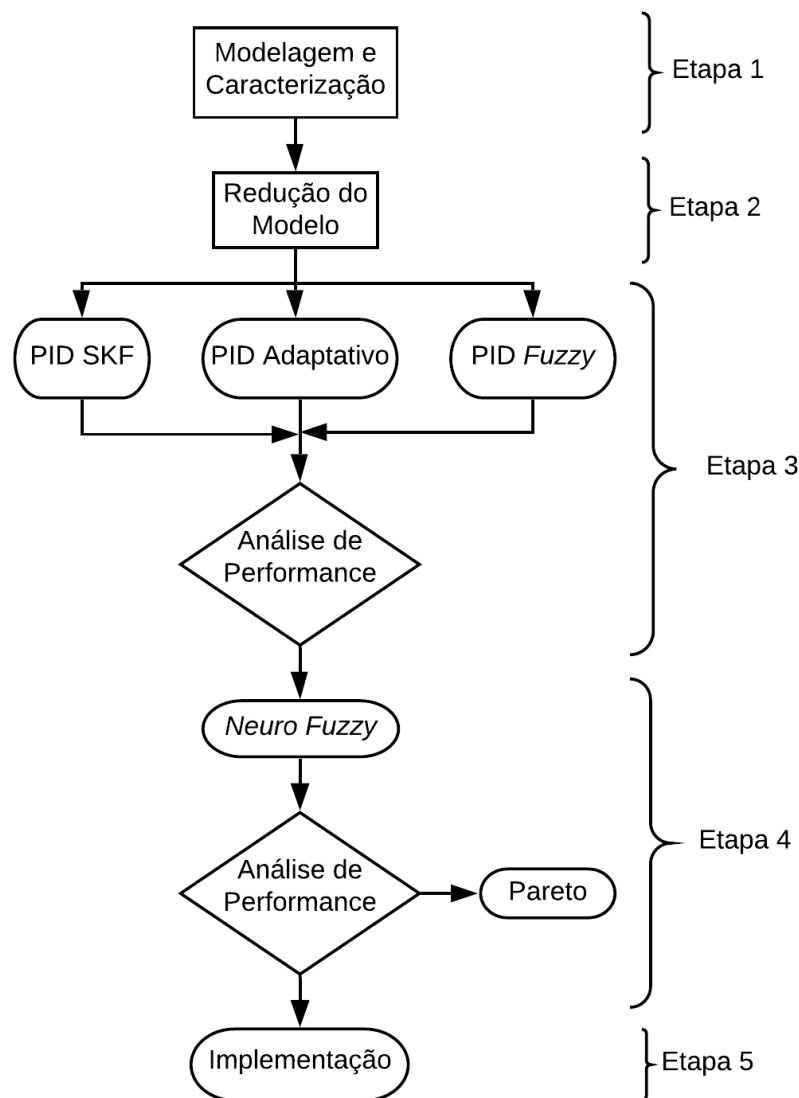 Modelagem e
Caracterização
Etapa 1
Redução do
Modelo
Etapa 2
PID SKF
PID Adaptativo
PID Fuzzy
Etapa 3
Análise de
Performance
Neuro Fuzzy
Etapa 4
Análise de
Performance
Pareto
Implementação
Etapa 5